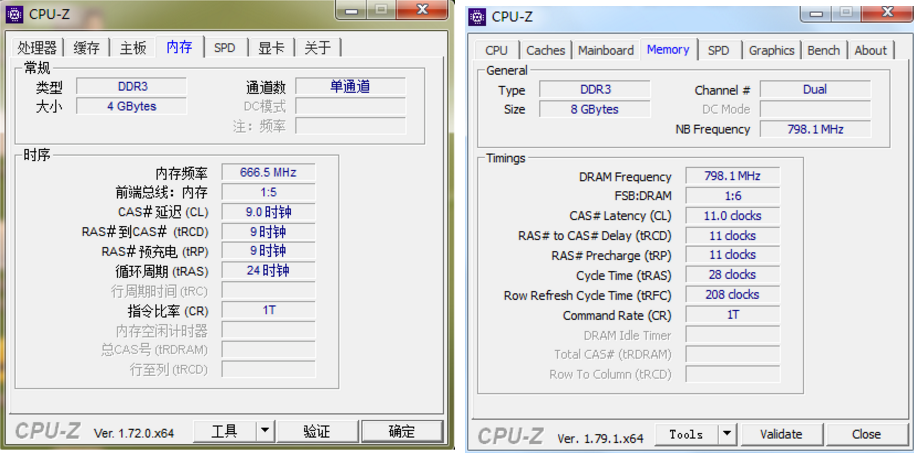 CPU-Z
处理器 缓存 主板 内存 SPD 显卡 关于
常规
类型 DDR3 通道数 单通道
大小 4 GBytes DC模式
注：频率
时序
内存频率 666.5 MHz
前端总线：内存 1:5
CAS# 延迟 (CL) 9.0 时钟
RAS# 到CAS# (tRCD) 9 时钟
RAS# 预充电 (tRP) 9 时钟
循环周期 (tRAS) 24 时钟
行周期时间 (tRC)
指令比率 (CR) 1T
内存空闲计时器
总CAS号 (tRDRAM)
行至列 (tRCD)
CPU-Z Ver. 1.72.0.x64 工具 验证 确定
CPU-Z
CPU Caches Mainboard Memory SPD Graphics Bench About
General
Type DDR3 Channel # Dual
Size 8 GBytes DC Mode
NB Frequency 798.1 MHz
Timings
DRAM Frequency 798.1 MHz
FSB:DRAM 1:6
CAS# Latency (CL) 11.0 clocks
RAS# to CAS# Delay (tRCD) 11 clocks
RAS# Precharge (tRP) 11 clocks
Cycle Time (tRAS) 28 clocks
Row Refresh Cycle Time (tRFC) 208 clocks
Command Rate (CR) 1T
DRAM Idle Timer
Total CAS# (tRDRAM)
Row To Column (tRCD)
CPU-Z Ver. 1.79.1.x64 Tools Validate Close